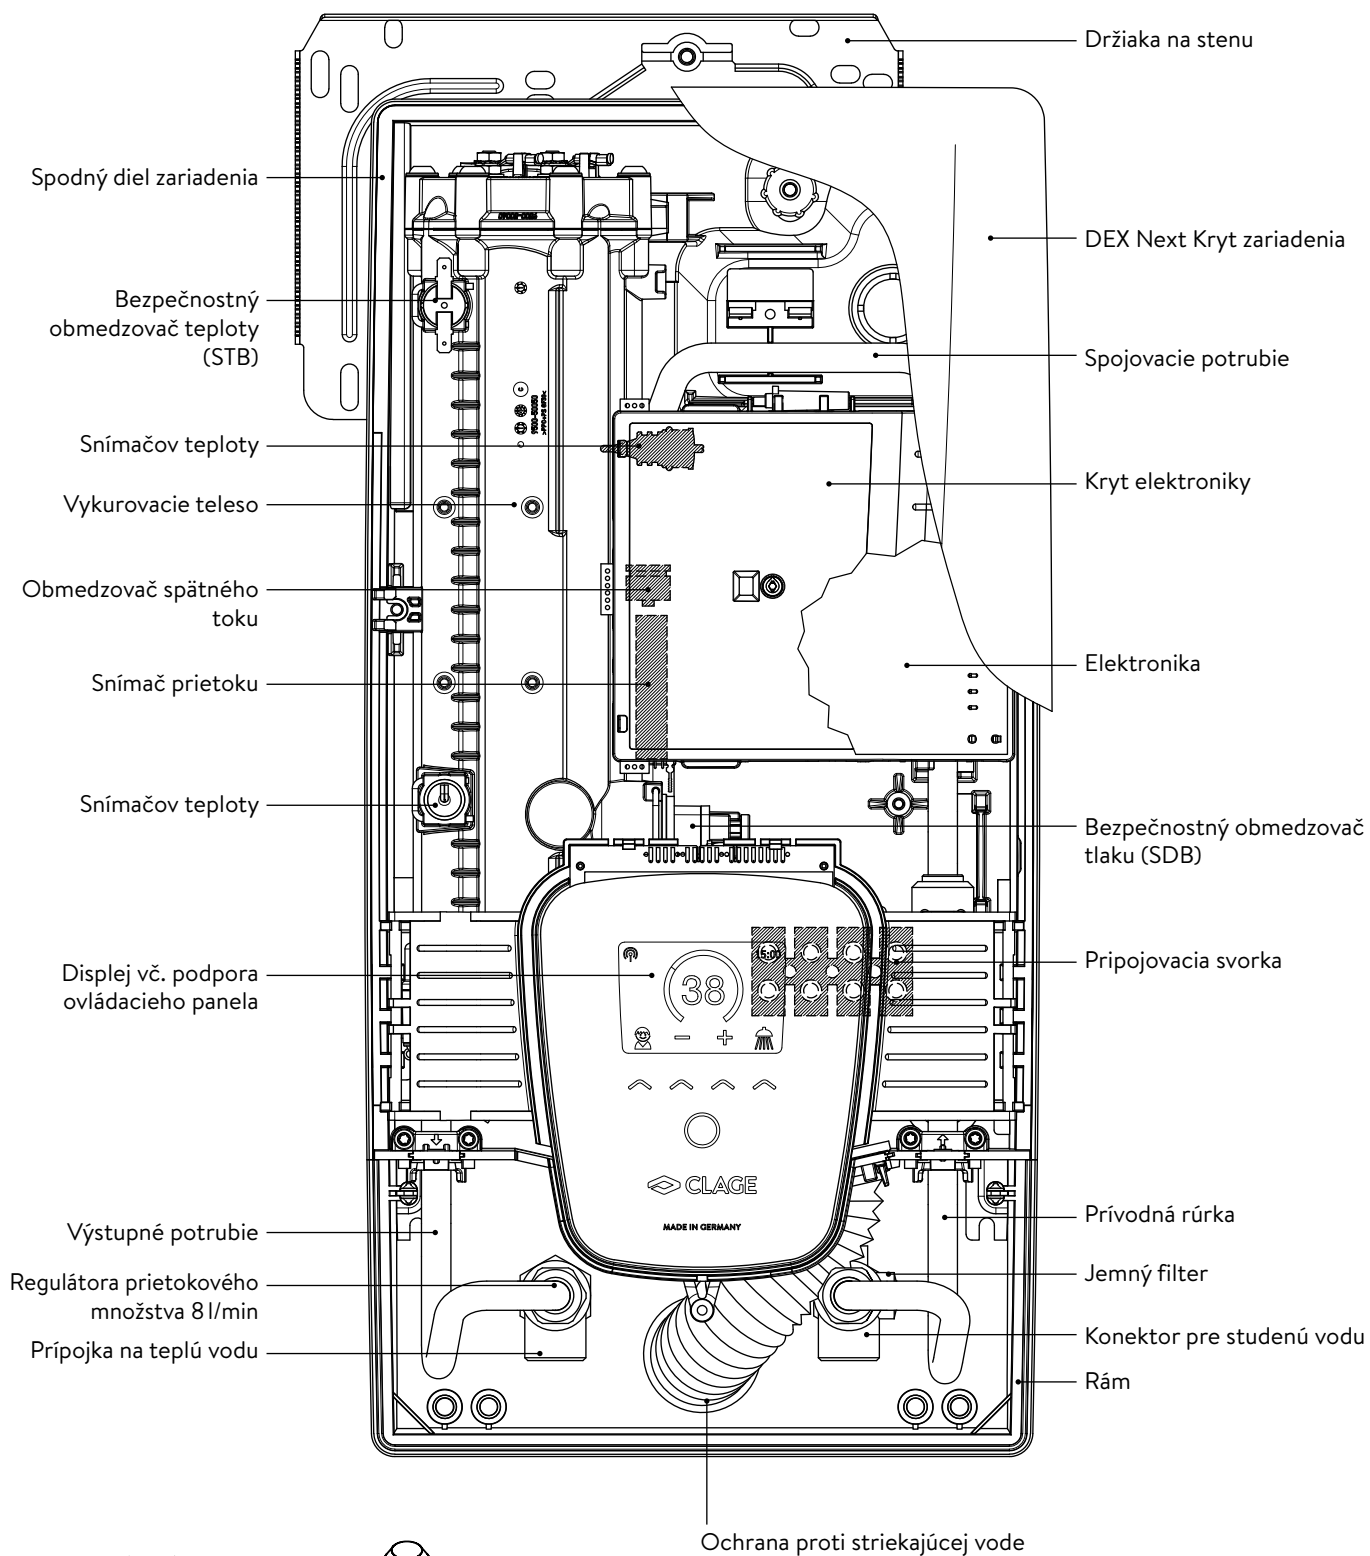 Držiaka na stenu
Spodný diel zariadenia
DEX Next Kryt zariadenia
Bezpečnostný
obmedzovač teploty
(STB)
Spojovacie potrubie
Snímačov teploty
Kryt elektroniky
Vykurovacie teleso
Obmedzovač spätného
toku
Elektronika
Snímač prietoku
Snímačov teploty
Bezpečnostný obmedzovač
tlaku (SDB)
15:00
38
Displej vč. podpora
ovládacieho panela
Pripojovacia svorka
CLAGE
MADE IN GERMANY
Výstupné potrubie
Prívodná rúrka
Regulátora prietokového
množstva 8 l/min
Jemný filter
Prípojka na teplú vodu
Konektor pre studenú vodu
Rám
Ochrana proti striekajúcej vode